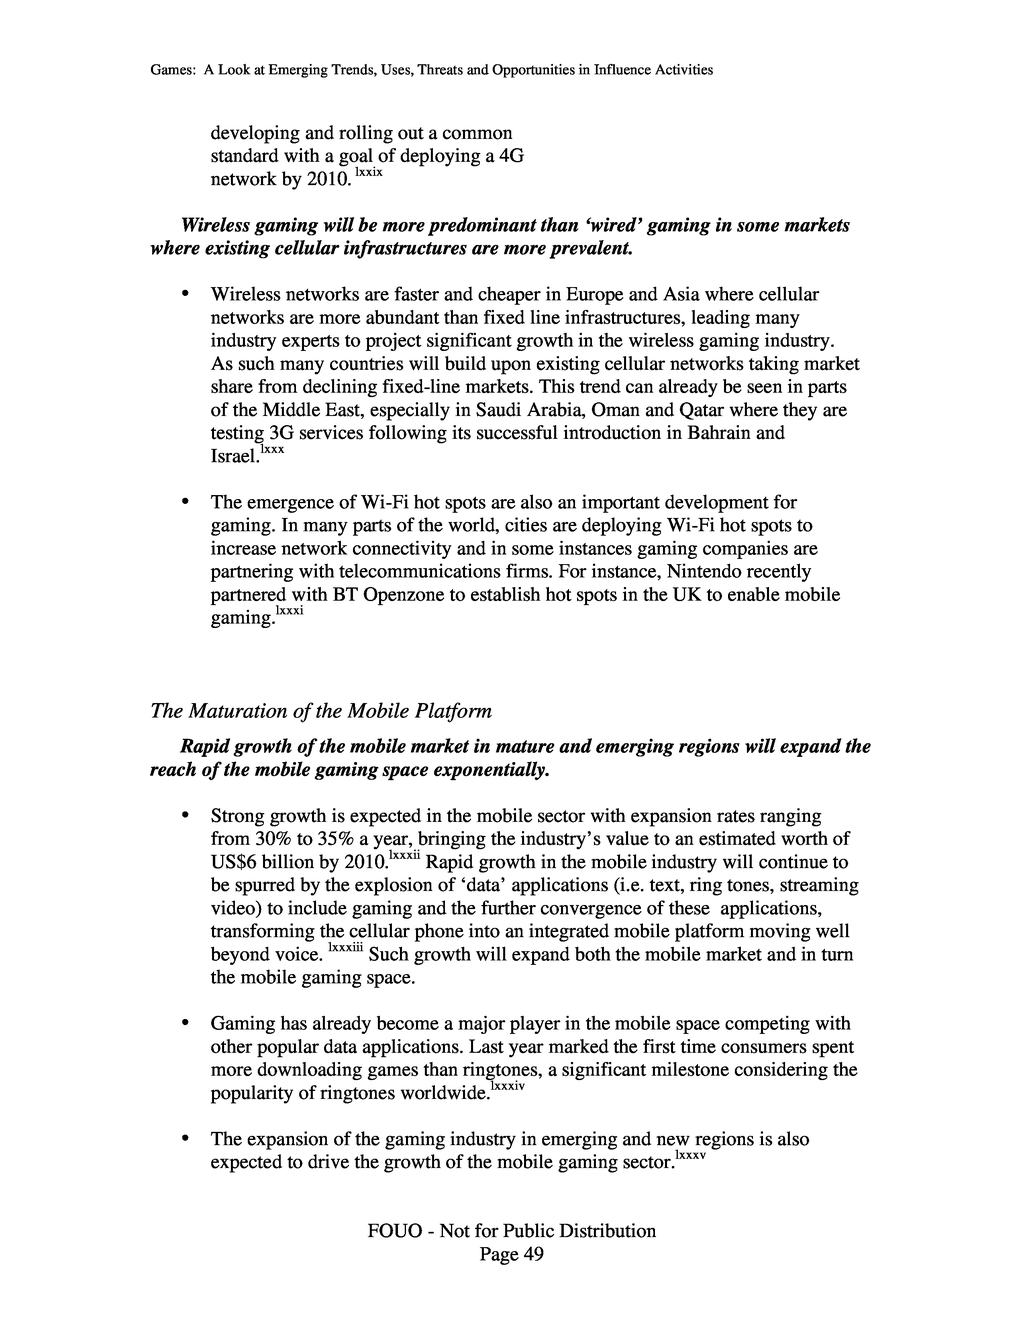 Games:  A Look at Emerging Trends, Uses, Threats and Opportunities in Influence Activities
developing and rolling out a common
standard with a goal of deploying a 4G
network by 2010. lxxix
Wireless gaming will be more predominant than ‘wired’ gaming in some markets
where existing cellular infrastructures are more prevalent.
• Wireless networks are faster and cheaper in Europe and Asia where cellular
networks are more abundant than fixed line infrastructures, leading many
industry experts to project significant growth in the wireless gaming industry.
As such many countries will build upon existing cellular networks taking market
share from declining fixed-line markets. This trend can already be seen in parts
of the Middle East, especially in Saudi Arabia, Oman and Qatar where they are
testing 3G services following its successful introduction in Bahrain and
Israel.lxxx
• The emergence of Wi-Fi hot spots are also an important development for
gaming. In many parts of the world, cities are deploying Wi-Fi hot spots to
increase network connectivity and in some instances gaming companies are
partnering with telecommunications firms. For instance, Nintendo recently
partnered with BT Openzone to establish hot spots in the UK to enable mobile
gaming.lxxxi
The Maturation of the Mobile Platform
Rapid growth of the mobile market in mature and emerging regions will expand the
reach of the mobile gaming space exponentially.
• Strong growth is expected in the mobile sector with expansion rates ranging
from 30% to 35% a year, bringing the industry’s value to an estimated worth of
US$6 billion by 2010.lxxxii Rapid growth in the mobile industry will continue to
be spurred by the explosion of ‘data’ applications (i.e. text, ring tones, streaming
video) to include gaming and the further convergence of these  applications,
transforming the cellular phone into an integrated mobile platform moving well
beyond voice. lxxxiii Such growth will expand both the mobile market and in turn
the mobile gaming space.
• Gaming has already become a major player in the mobile space competing with
other popular data applications. Last year marked the first time consumers spent
more downloading games than ringtones, a significant milestone considering the
popularity of ringtones worldwide.lxxxiv
• The expansion of the gaming industry in emerging and new regions is also
expected to drive the growth of the mobile gaming sector.lxxxv
FOUO - Not for Public Distribution
Page 49